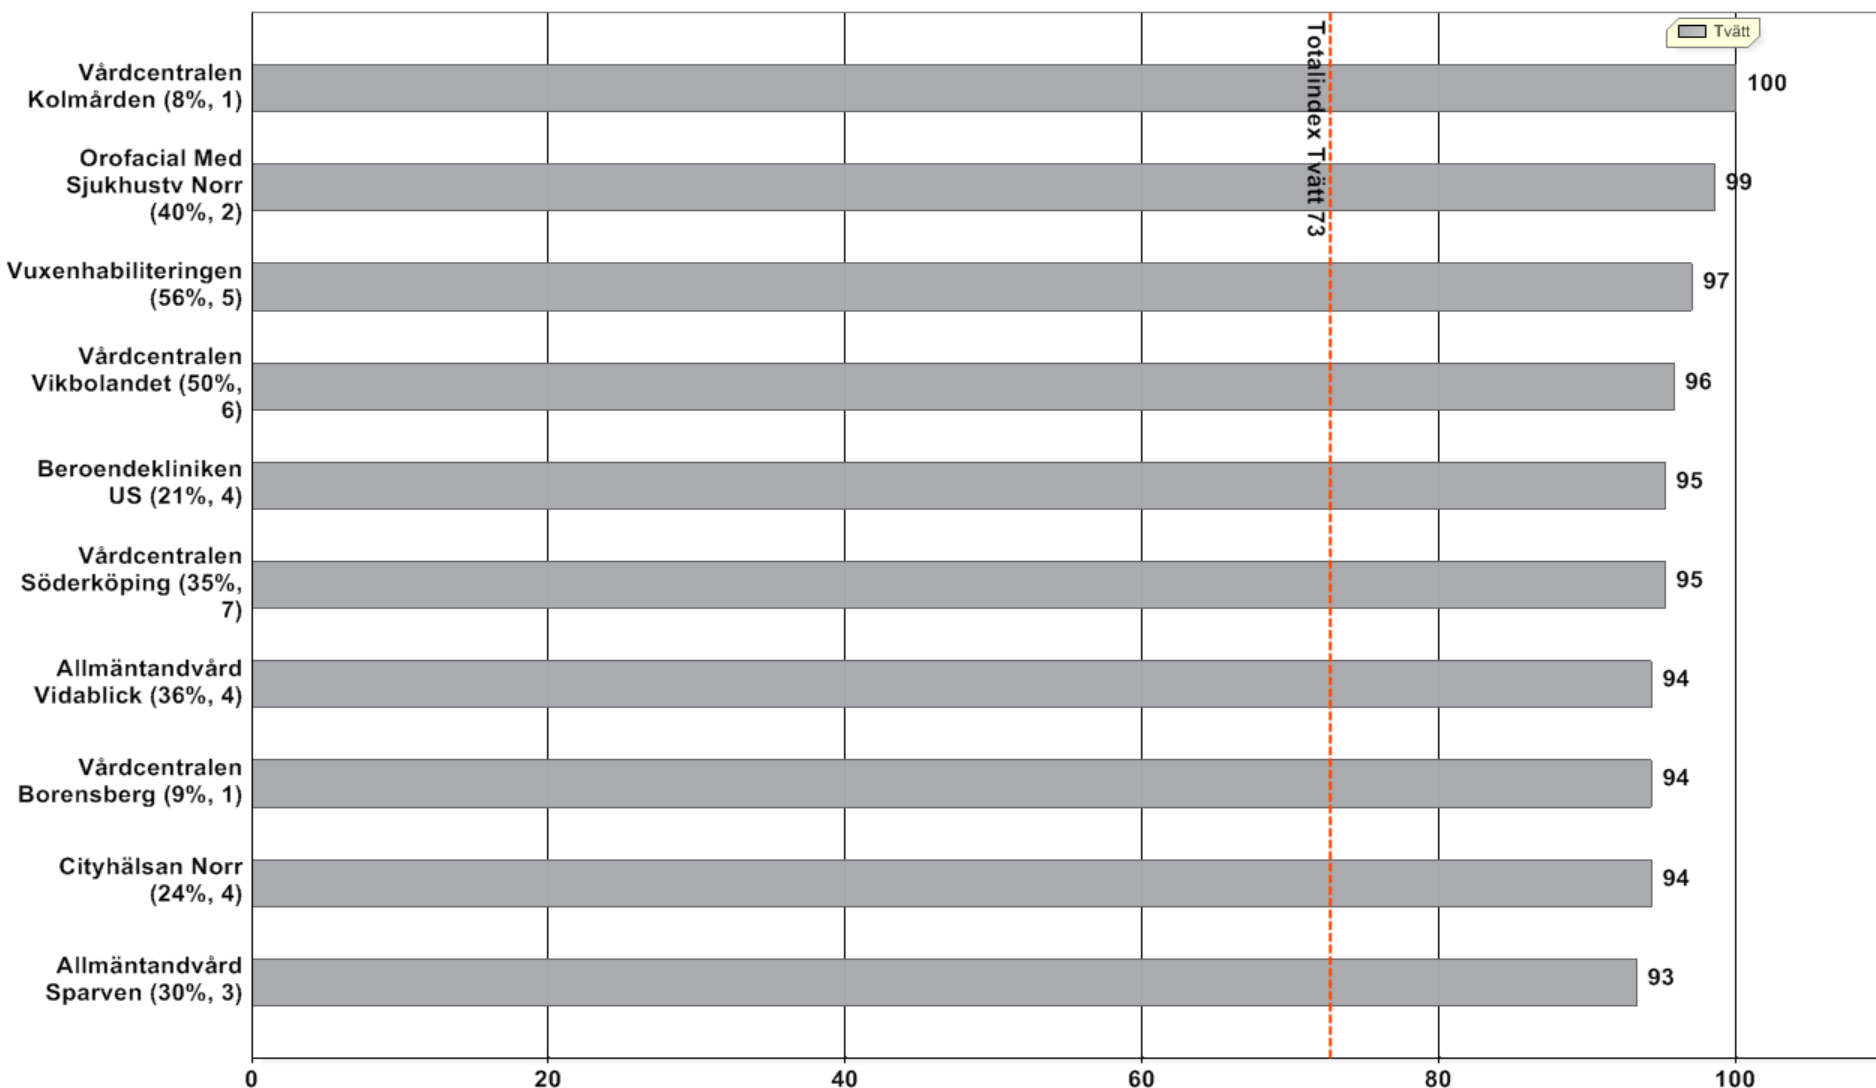 Tvätt
Totalindex Tvätt 73
Vårdcentralen
Kolmården (8%, 1)
100
Orofacial Med
Sjukhustv Norr
(40%, 2)
99
Vuxenhabiliteringen
(56%, 5)
97
Vårdcentralen
Vikbolandet (50%,
6)
96
Beroendekliniken
US (21%, 4)
95
Vårdcentralen
Söderköping (35%,
7)
95
Allmäntandvård
Vidablick (36%, 4)
94
Vårdcentralen
Borensberg (9%, 1)
94
Cityhälsan Norr
(24%, 4)
94
Allmäntandvård
Sparven (30%, 3)
93
0 20 40 60 80 100